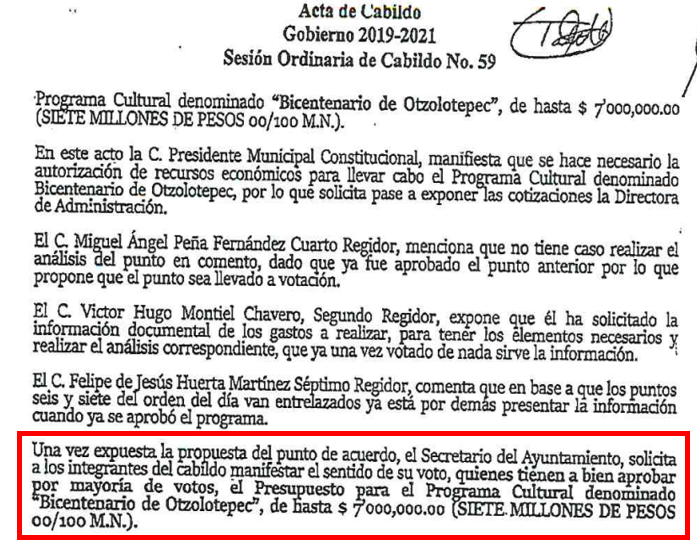 Acta de Cabildo
Gobierno 2019-2021
Sesión Ordinaria de Cabildo No. 59
Programa Cultural denominado "Bicentenario de Otzolotepec", de hasta $ 7'000,000.00
(SIETE MILLONES DE PESOS 00/100 M.N.).
En este acto la C. Presidente Municipal Constitucional, manifiesta que se hace necesario la
autorización de recursos económicos para llevar cabo el Programa Cultural denominado
Bicentenario de Otzolotepec, por lo que solicita pase a exponer las cotizaciones la Directora
de Administración.
El C. Miguel Ángel Peña Fernández Cuarto Regidor, menciona que no tiene caso realizar el
análisis del punto en comento, dado que ya fue aprobado el punto anterior por lo que
propone que el punto sea llevado a votación.
El C. Victor Hugo Montiel Chavero, Segundo Regidor, expone que él ha solicitado la
información documental de los gastos a realizar, para tener los elementos necesarios y
realizar el análisis correspondiente, que ya una vez votado de nada sirve la información.
El C. Felipe de Jesús Huerta Martínez Séptimo Regidor, comenta que en base a que los puntos
seis y siete del orden del día van entrelazados ya está por demás presentar la información
cuando ya se aprobó el programa.
Una vez expuesta la propuesta del punto de acuerdo, el Secretario del Ayuntamiento, solicita
a los integrantes del cabildo manifestar el sentido de su voto, quienes tienen a bien aprobar
por mayoría de votos, el Presupuesto para el Programa Cultural denominado
"Bicentenario de Otzolotepec", de hasta $ 7'000,000.00 (SIETE MILLONES DE PESOS
00/100 M.N.).